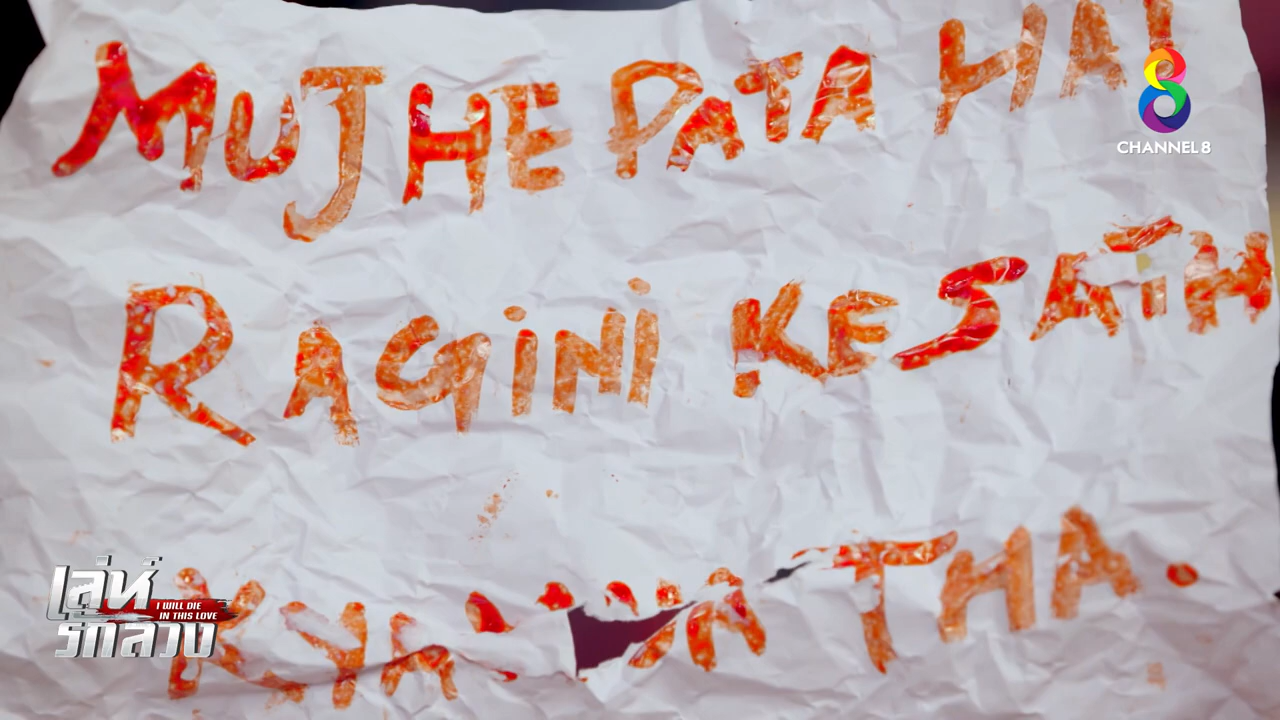 MUJHE PATA HAI
CHANNEL 8
RAGINI KE SATH
KYA THA.
เล่ห์
I WILL DIE
IN THIS LOVE
รักลวง